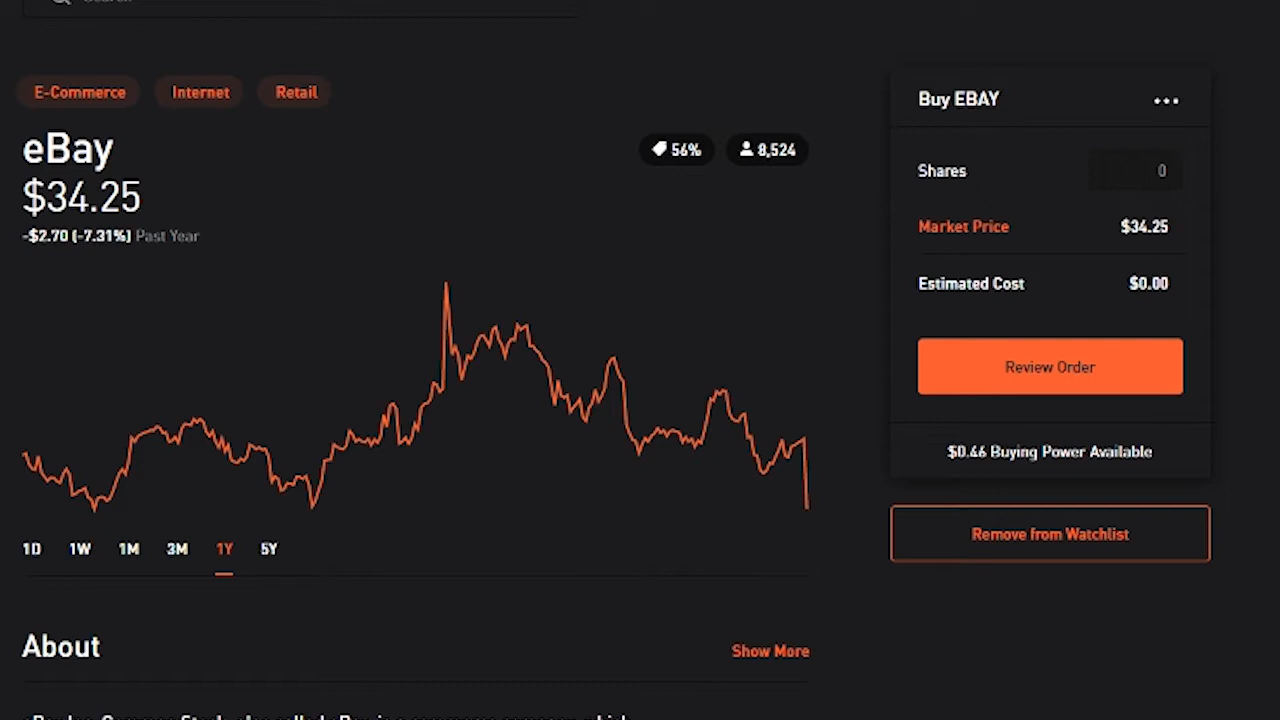 E-Commerce Internet Retail
eBay
56% 8,524
$34.25
-$2.70 (-7.31%) Past Year
1D 1W 1M 3M 1Y 5Y
About
Show More
Buy EBAY
Shares 0
Market Price $34.25
Estimated Cost $0.00
Review Order
$0.46 Buying Power Available
Remove from Watchlist